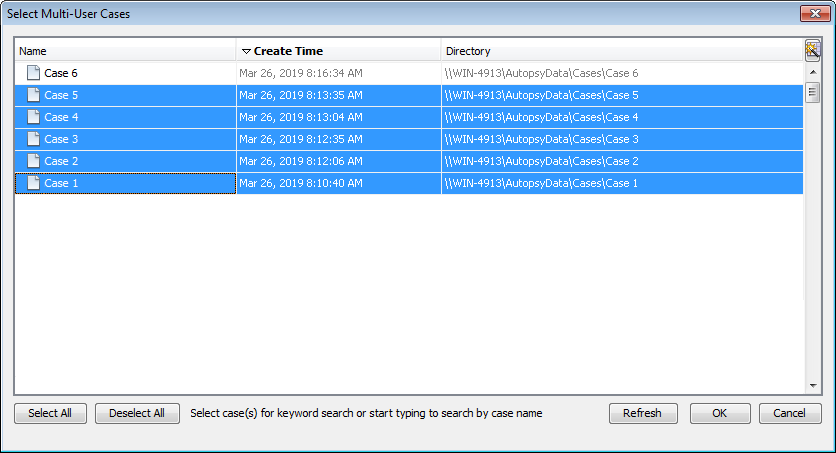 Select Multi-User Cases
Name Create Time Directory
Case 6 Mar 26, 2019 8:16:34 AM \\WIN-4913\AutopsyData\Cases\Case 6
Case 5 Mar 26, 2019 8:13:35 AM \\WIN-4913\AutopsyData\Cases\Case 5
Case 4 Mar 26, 2019 8:13:04 AM \\WIN-4913\AutopsyData\Cases\Case 4
Case 3 Mar 26, 2019 8:12:35 AM \\WIN-4913\AutopsyData\Cases\Case 3
Case 2 Mar 26, 2019 8:12:06 AM \\WIN-4913\AutopsyData\Cases\Case 2
Case 1 Mar 26, 2019 8:10:40 AM \\WIN-4913\AutopsyData\Cases\Case 1
Select All Deselect All Select case(s) for keyword search or start typing to search by case name Refresh OK Cancel